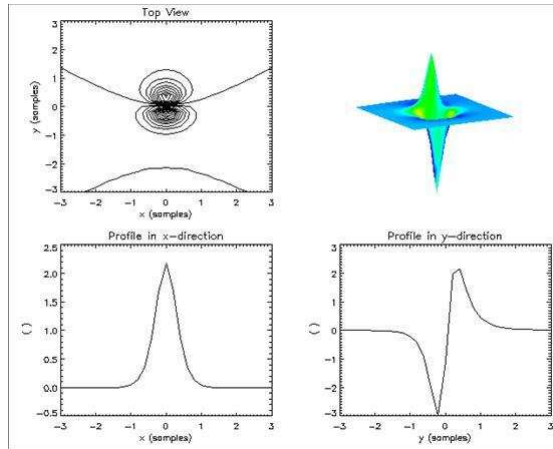 Top View
3
2
1
0
-1
-2
-3
y (samples)
-3 -2 -1 0 1 2 3
x (samples)
Profile in x-direction
2.5
2.0
1.5
1.0
0.5
0.0
-0.5
( )
-3 -2 -1 0 1 2 3
x (samples)
Profile in y-direction
3
2
1
0
-1
-2
-3
( )
-3 -2 -1 0 1 2 3
y (samples)